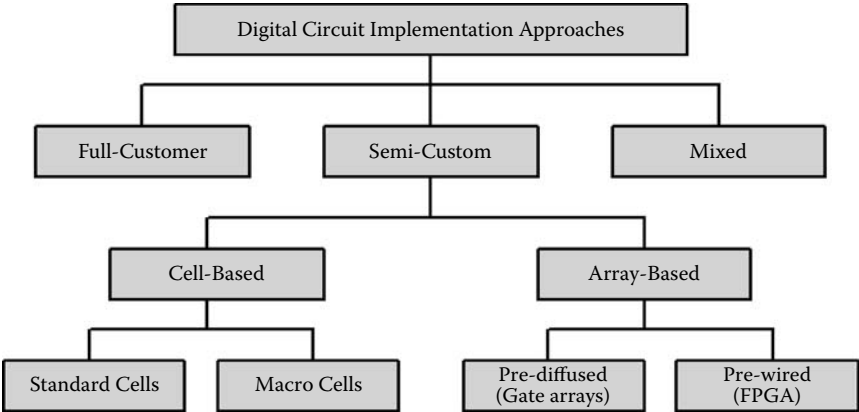 Digital Circuit Implementation Approaches
Full-Customer
Semi-Custom
Mixed
Cell-Based
Array-Based
Standard Cells
Macro Cells
Pre-diffused
(Gate arrays)
Pre-wired
(FPGA)